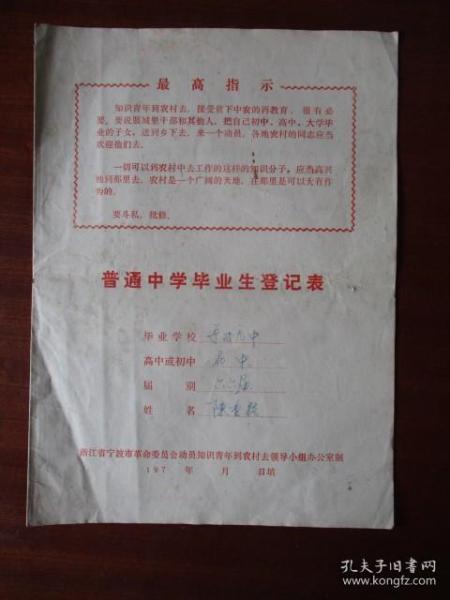 最高指示
知识青年到农村去，接受贫下中农的再教育，很有必
要。要说服城里干部和其他人，把自己初中、高中、大学毕
业的子女，送到乡下去，来一个动员。各地农村的同志应当
欢迎他们去。
一切可以到农村中去工作的这样的知识分子，应当高兴
地到那里去。农村是一个广阔的天地，在那里是可以大有作
为的。
要斗私，批修。
普通中学毕业生登记表
毕业学校 宁波九中
高中或初中 初中
届别 六六届
姓名 陈
浙江省宁波市革命委员会动员知识青年到农村去领导小组办公室制
197 年 月 日填
孔夫子旧书网
www.kongfz.com